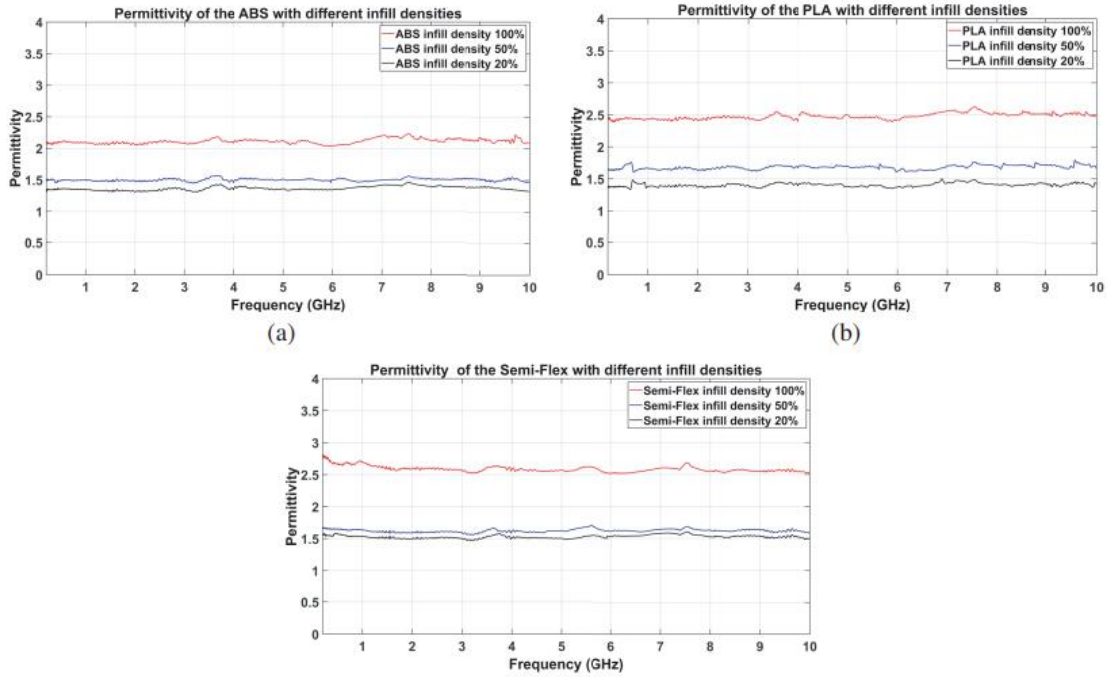 Permittivity of the ABS with different infill densities
4
3.5
3
2.5
2
1.5
1
0.5
0
Permittivity
ABS infill density 100%
ABS infill density 50%
ABS infill density 20%
1 2 3 4 5 6 7 8 9 10
Frequency (GHz)
(a)
Permittivity of the PLA with different infill densities
4
3.5
3
2.5
2
1.5
1
0.5
0
Permittivity
PLA infill density 100%
PLA infill density 50%
PLA infill density 20%
1 2 3 4 5 6 7 8 9 10
Frequency (GHz)
(b)
Permittivity of the Semi-Flex with different infill densities
4
3.5
3
2.5
2
1.5
1
0.5
0
Permittivity
Semi-Flex infill density 100%
Semi-Flex infill density 50%
Semi-Flex infill density 20%
1 2 3 4 5 6 7 8 9 10
Frequency (GHz)